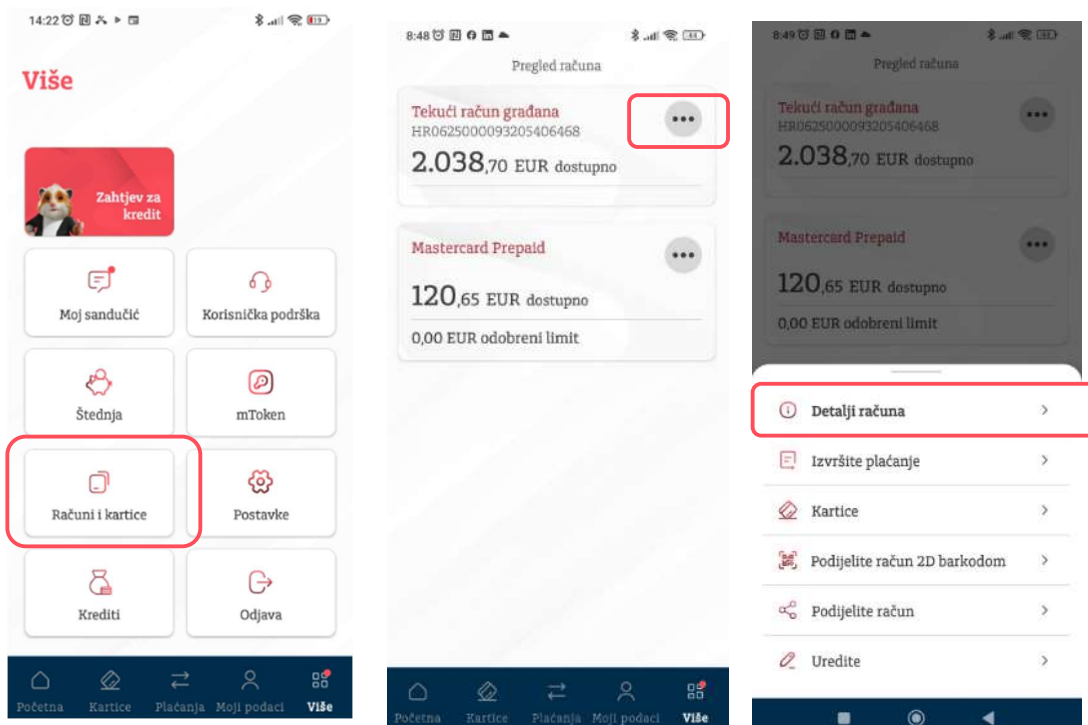 14:22
19
Više
Zahtjev za
kredit
Moj sandučić
Korisnička podrška
Štednja
mToken
Računi i kartice
Postavke
Krediti
Odjava
Početna
Kartice
Plaćanja
Moji podaci
Više
8:48
44
Pregled računa
Tekući račun građana
HR0625000093205406468
2.038,70 EUR dostupno
Mastercard Prepaid
120,65 EUR dostupno
0,00 EUR odobreni limit
Početna
Kartice
Plaćanja
Moji podaci
Više
8:49
Pregled računa
Tekući račun građana
HR0625000093205406468
2.038,70 EUR dostupno
Mastercard Prepaid
120,65 EUR dostupno
0,00 EUR odobreni limit
Detalji računa
Izvršite plaćanje
Kartice
Podijelite račun 2D barkodom
Podijelite račun
Uredite